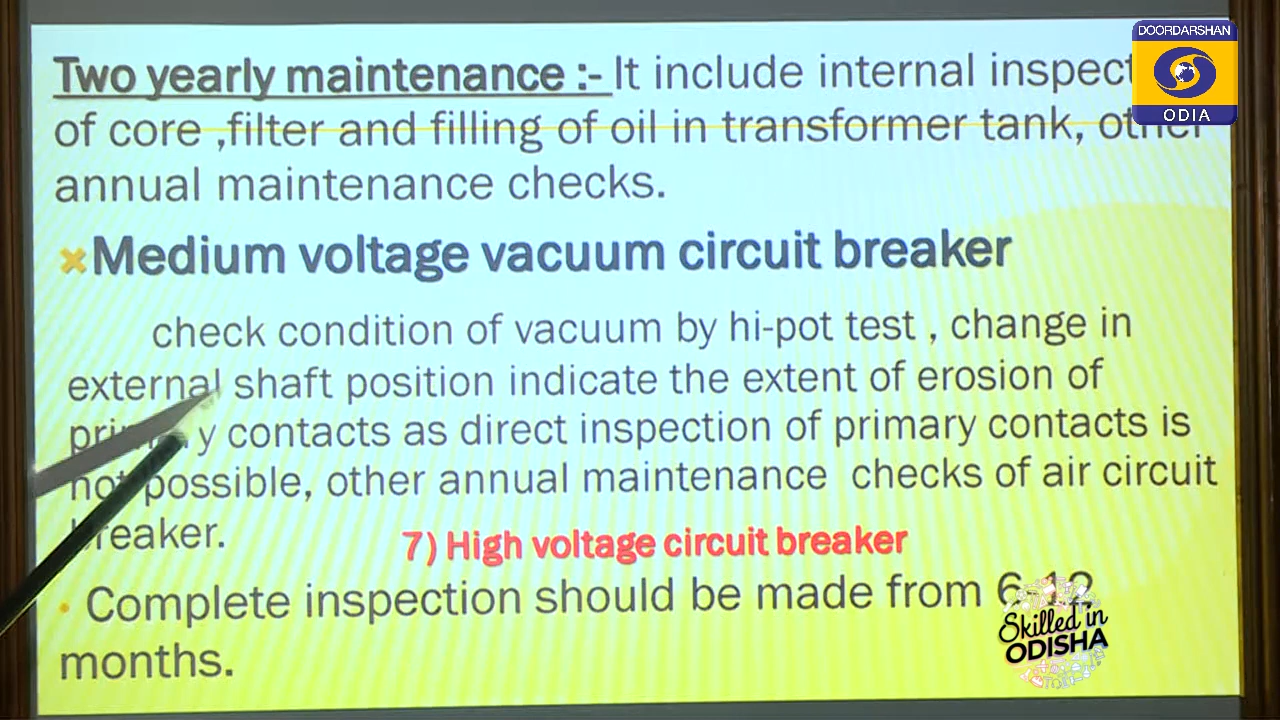 DOORDARSHAN
ODIA
Two yearly maintenance :- It include internal
of core ,filter and filling of oil in transformer tank, other
annual maintenance checks.
Medium voltage vacuum circuit breaker
check condition of vacuum by hi-pot test , change in
external shaft position indicate the extent of erosion of
contacts as direct inspection of primary contacts is
not possible, other annual maintenance checks of air circuit
breaker.
7) High voltage circuit breaker
• Complete inspection should be made from 6-12
months.
Skilled in
ODISHA